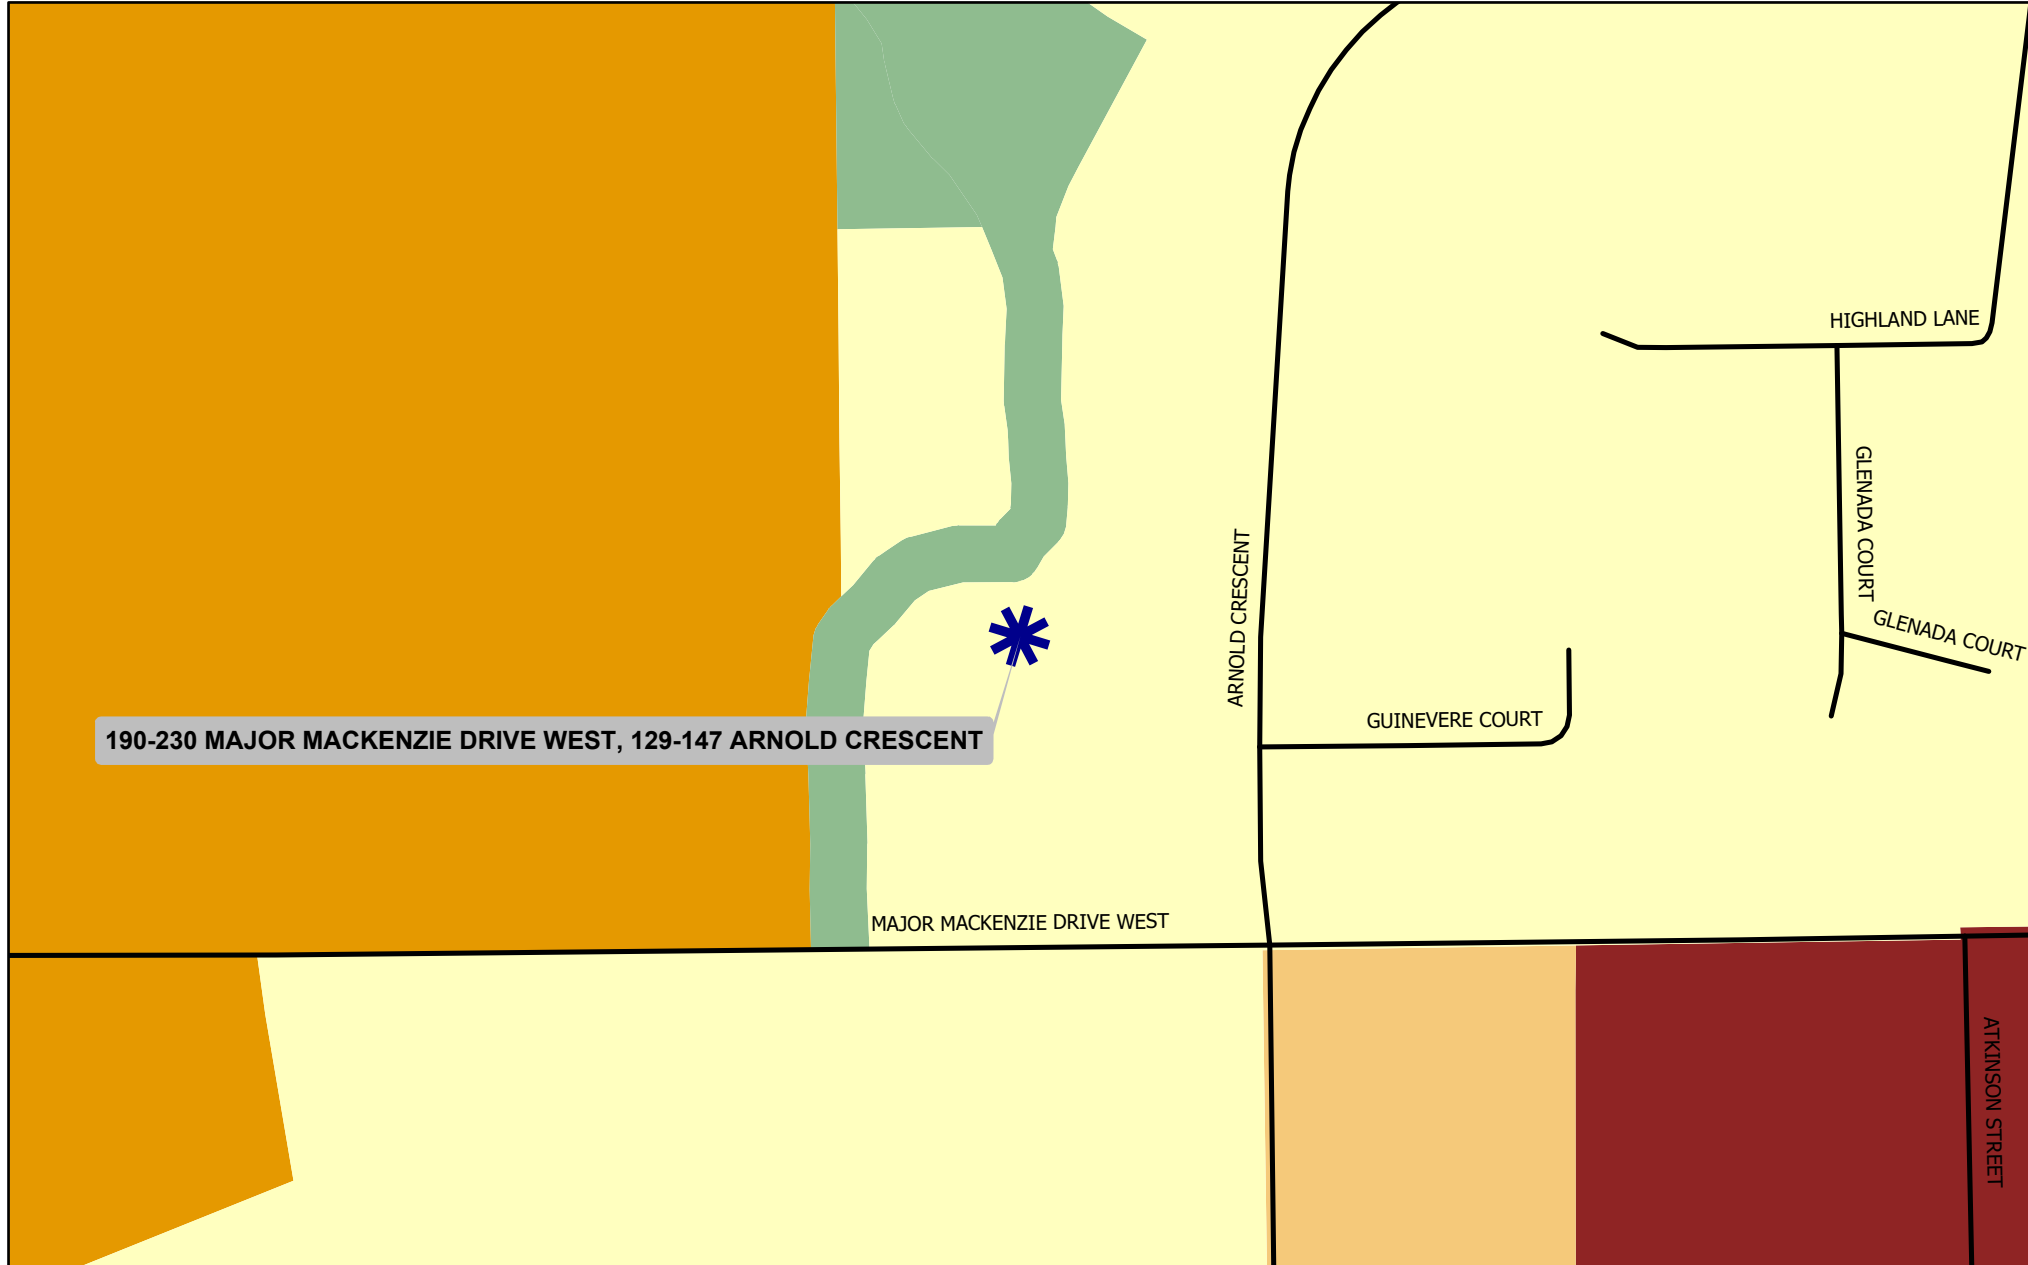 HIGHLAND LANE
GLENADA COURT
ARNOLD CRESCENT
GLENADA COURT
GUINEVERE COURT
190-230 MAJOR MACKENZIE DRIVE WEST, 129-147 ARNOLD CRESCENT
MAJOR MACKENZIE DRIVE WEST
ATKINSON STREET